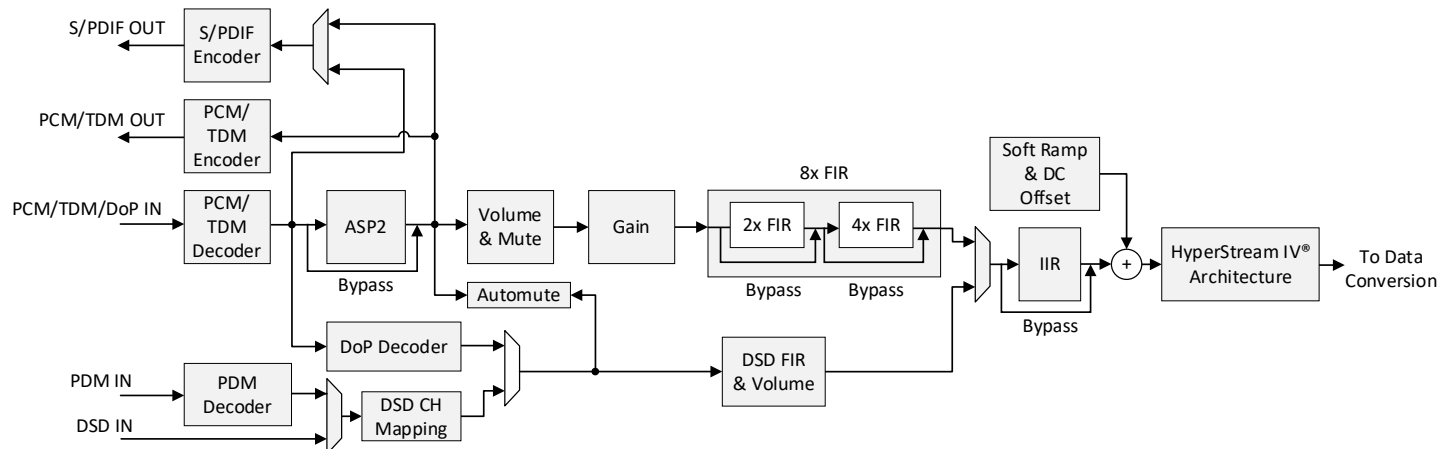 S/PDIF OUT
S/PDIF
Encoder
PCM/TDM OUT
PCM/
TDM
Encoder
PCM/TDM/DoP IN
PCM/
TDM
Decoder
ASP2
Bypass
Volume
& Mute
Gain
8x FIR
2x FIR
4x FIR
Bypass
Bypass
Soft Ramp
& DC
Offset
IIR
Bypass
+
HyperStream IV®
Architecture
To Data
Conversion
Automute
DoP Decoder
PDM IN
PDM
Decoder
DSD IN
DSD CH
Mapping
DSD FIR
& Volume